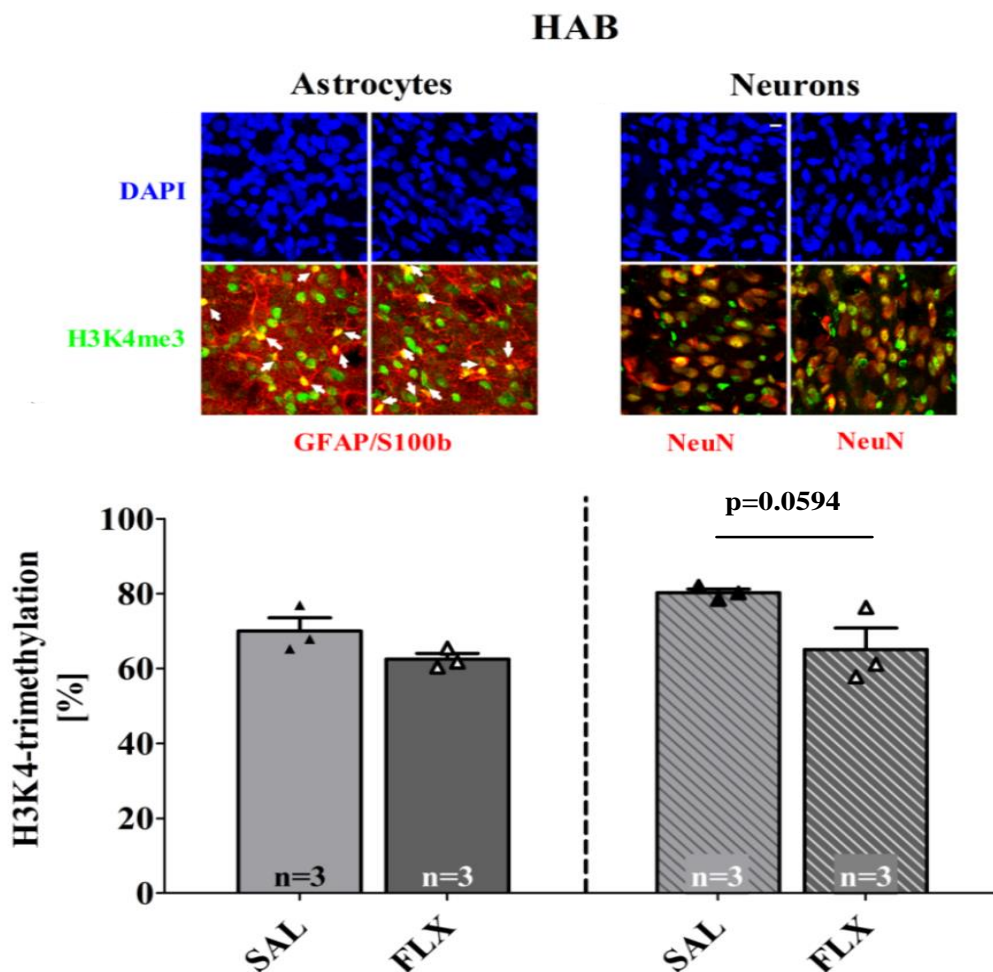 HAB
Astrocytes
Neurons
DAPI
H3K4me3
GFAP/S100b
NeuN
NeuN
p=0.0594
H3K4-trimethylation
[%]
100
80
60
40
20
0
n=3
n=3
n=3
n=3
SAL
FLX
SAL
FLX